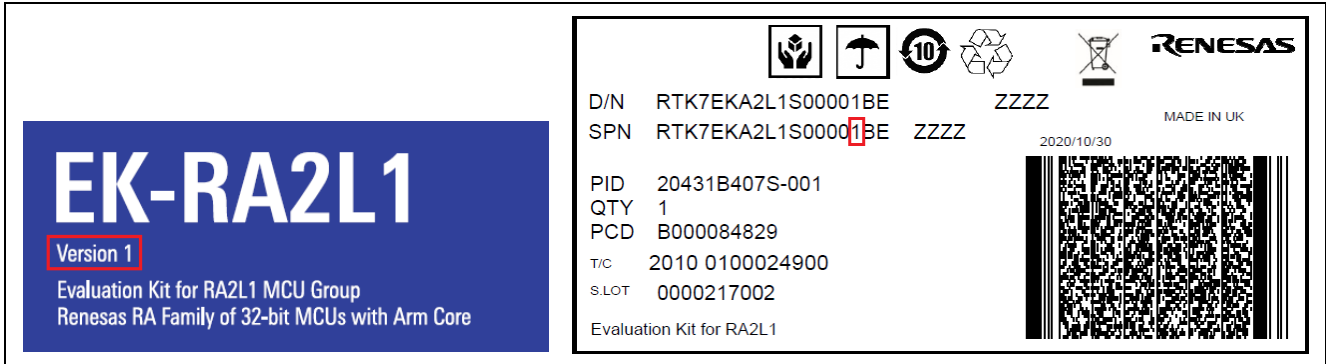 EK-RA2L1
Version 1
Evaluation Kit for RA2L1 MCU Group
Renesas RA Family of 32-bit MCUs with Arm Core
10
RENESAS
D/N RTK7EKA2L1S00001BE ZZZZ
MADE IN UK
SPN RTK7EKA2L1S00001BE ZZZZ
2020/10/30
PID 20431B407S-001
QTY 1
PCD B000084829
T/C 2010 0100024900
S.LOT 0000217002
Evaluation Kit for RA2L1